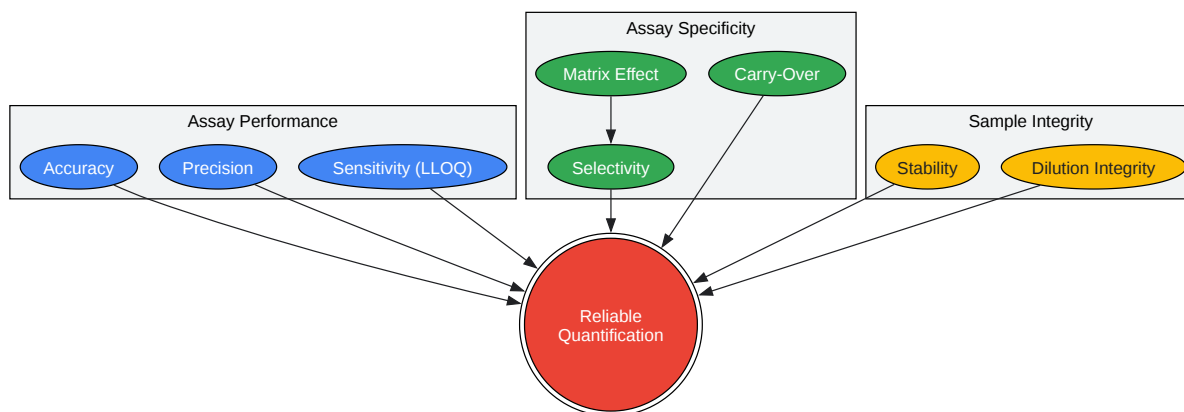 Assay Specificity
Matrix Effect
Carry-Over
Assay Performance
Sample Integrity
Accuracy
Precision
Sensitivity (LLOQ)
Selectivity
Stability
Dilution Integrity
Reliable
Quantification